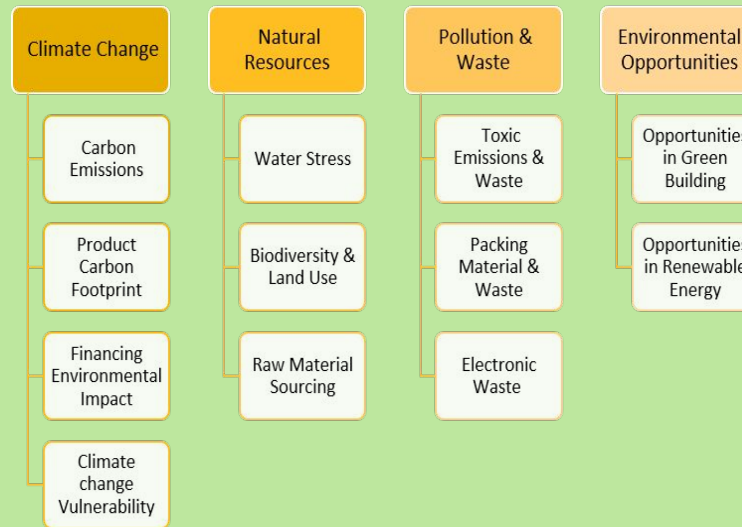 Climate Change
Carbon
Emissions
Product
Carbon
Footprint
Financing
Environmental
Impact
Climate
change
Vulnerability
Natural
Resources
Water Stress
Biodiversity &
Land Use
Raw Material
Sourcing
Pollution &
Waste
Toxic
Emissions &
Waste
Packing
Material &
Waste
Electronic
Waste
Environmental
Opportunities
Opportunities
in Green
Building
Opportunities
in Renewable
Energy